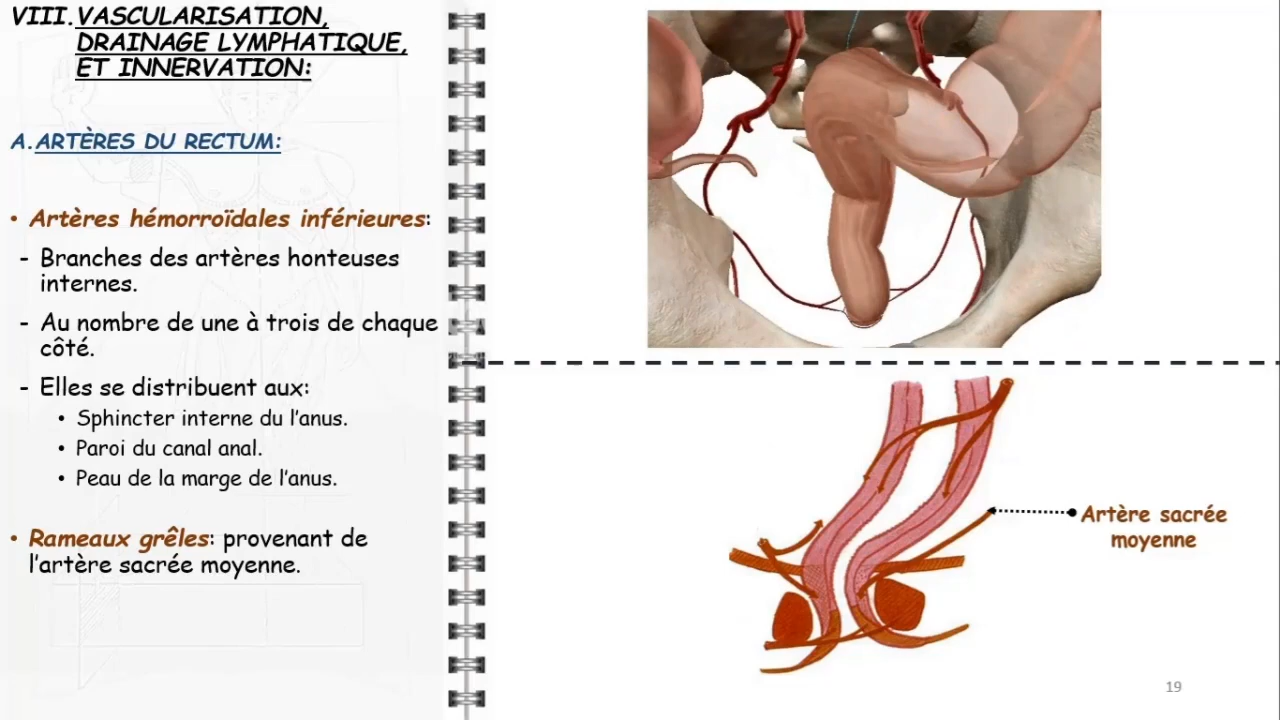 VIII. VASCULARISATION,
DRAINAGE LYMPHATIQUE,
ET INNERVATION:
A. ARTÈRES DU RECTUM:
• Artères hémorroïdales inférieures:
- Branches des artères honteuses
internes.
- Au nombre de une à trois de chaque
côté.
- Elles se distribuent aux:
• Sphincter interne du l’anus.
• Paroi du canal anal.
• Peau de la marge de l’anus.
• Rameaux grêles: provenant de
l’artère sacrée moyenne.
Artère sacrée
moyenne
19